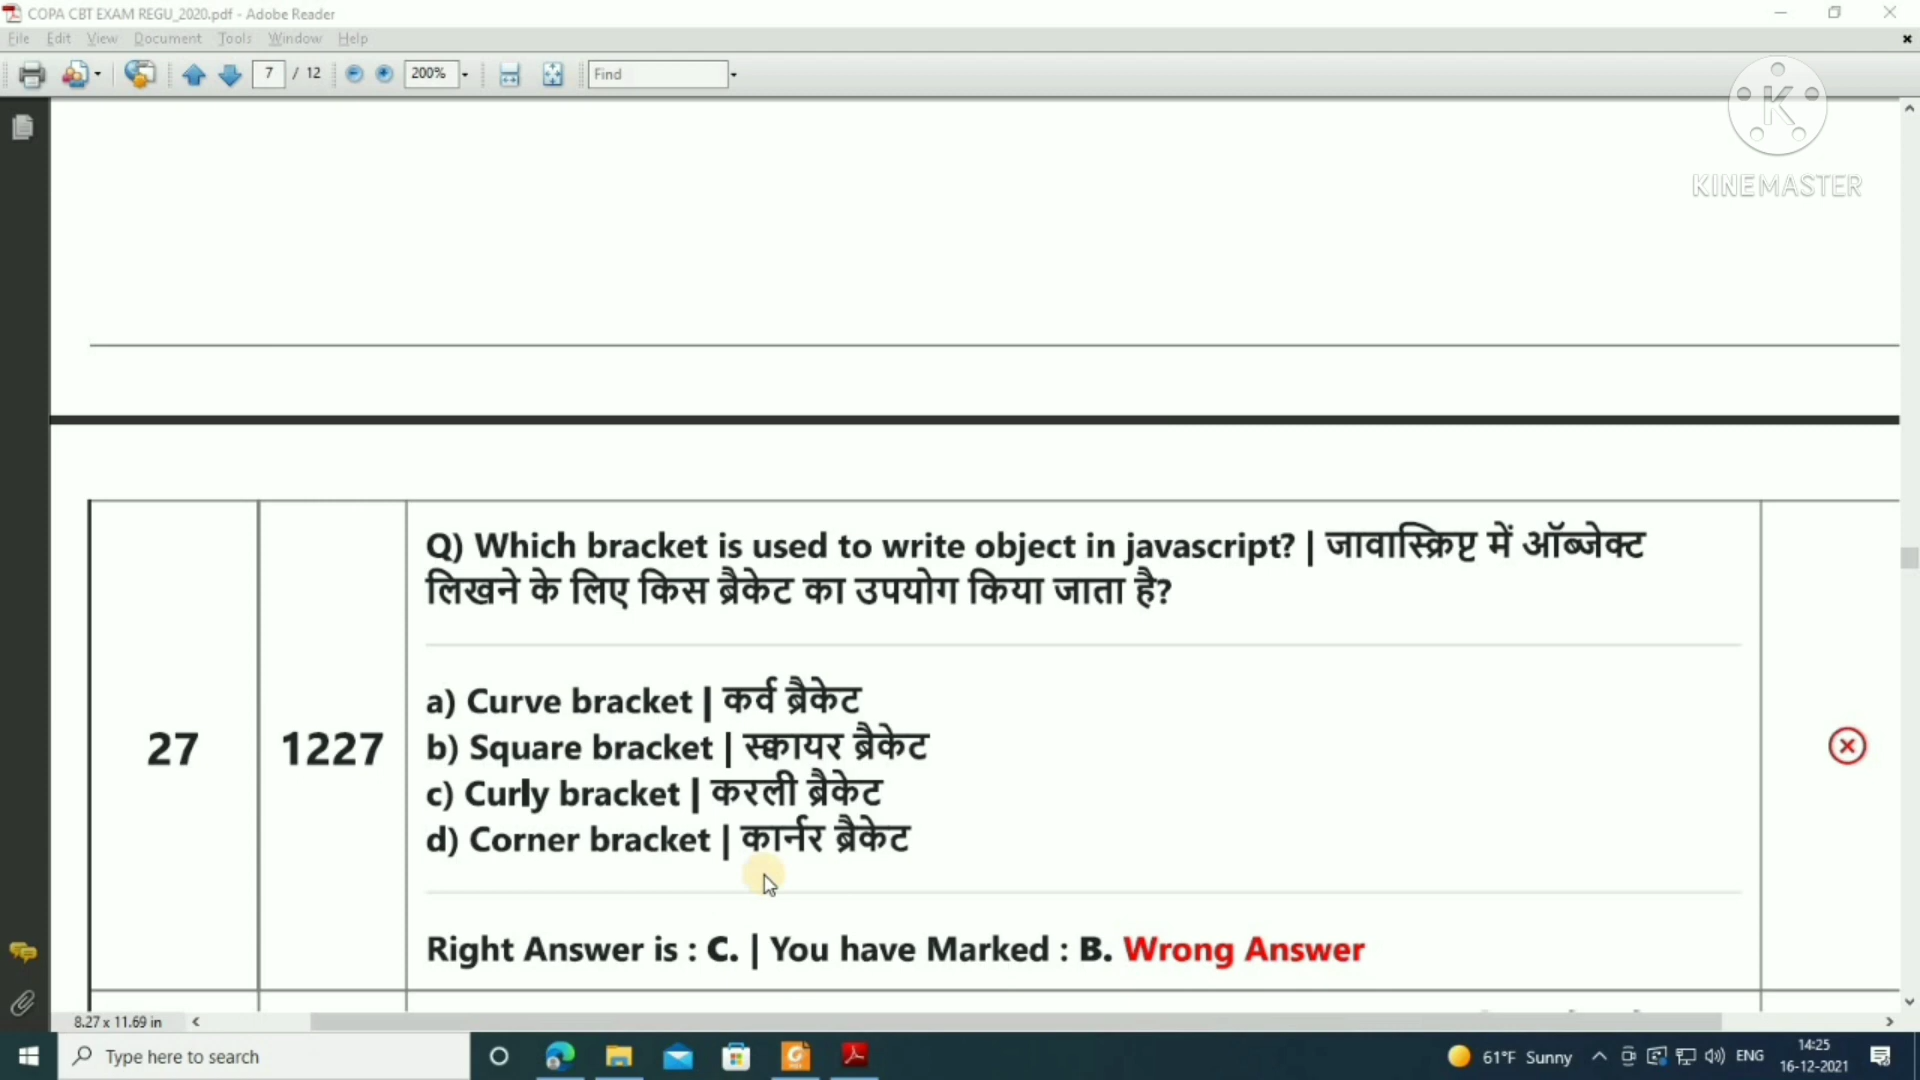 COPA CBT EXAM REGU_2020.pdf - Adobe Reader
File Edit View Document Tools Window Help
7 / 12 200% Find
KINEMASTER
Q) Which bracket is used to write object in javascript? | जावास्क्रिप्ट में ऑब्जेक्ट
लिखने के लिए किस ब्रैकेट का उपयोग किया जाता है?
27 1227
a) Curve bracket | कर्व ब्रैकेट
b) Square bracket | स्क्वायर ब्रैकेट
c) Curly bracket | करली ब्रैकेट
d) Corner bracket | कार्नर ब्रैकेट
Right Answer is : C. | You have Marked : B. Wrong Answer
8.27 x 11.69 in
Type here to search
61°F Sunny
ENG
14:25
16-12-2021